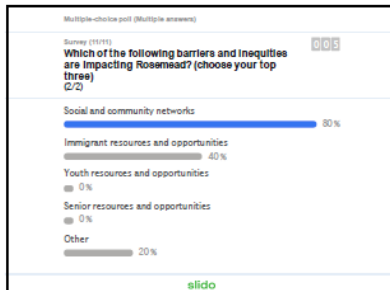 Multiple-choice poll (Multiple answers)
Survey (11/11)
005
Which of the following barriers and inequities
are impacting Rosemead? (choose your top
three)
(2/2)
Social and community networks
80%
Immigrant resources and opportunities
40%
Youth resources and opportunities
0%
Senior resources and opportunities
0%
Other
20%
slido